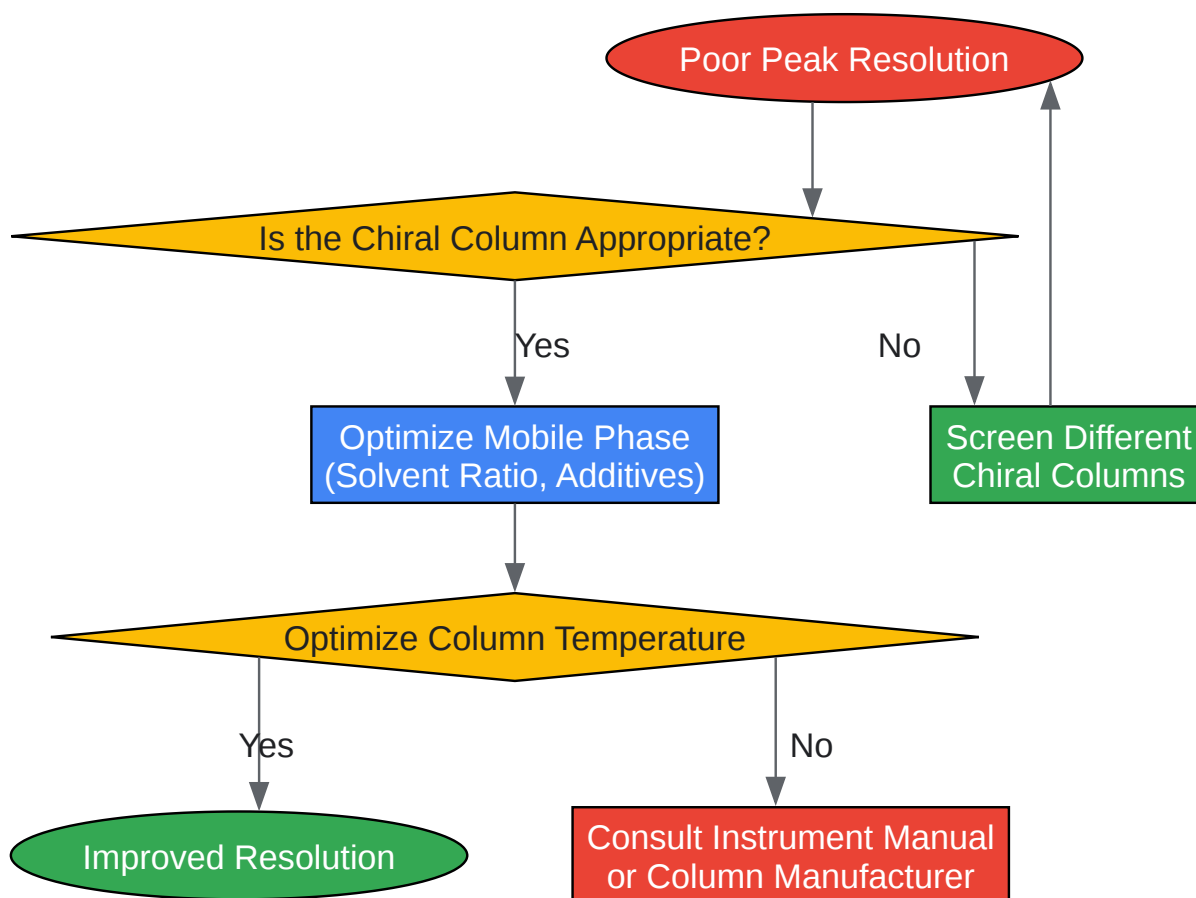 Poor Peak Resolution
Is the Chiral Column Appropriate?
Yes
No
Optimize Mobile Phase
(Solvent Ratio, Additives)
Screen Different
Chiral Columns
Optimize Column Temperature
Yes
No
Improved Resolution
Consult Instrument Manual
or Column Manufacturer